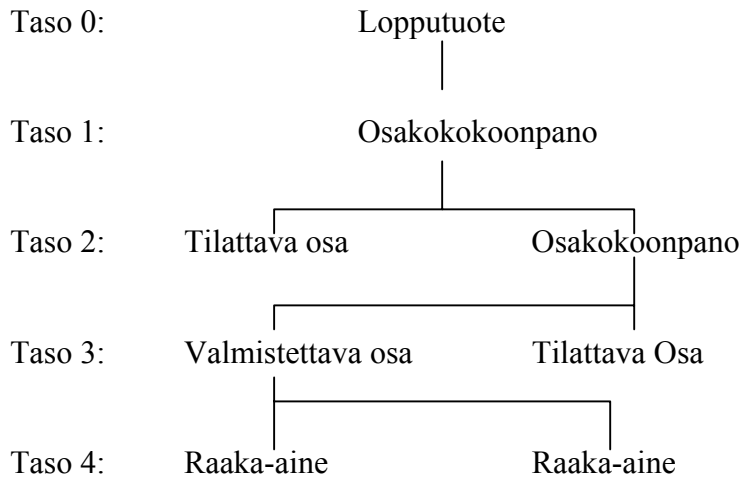 Taso 0: Lopputuote
Taso 1: Osakokokoonpano
Taso 2: Tilattava osa Osakokoonpano
Taso 3: Valmistettava osa Tilattava Osa
Taso 4: Raaka-aine Raaka-aine